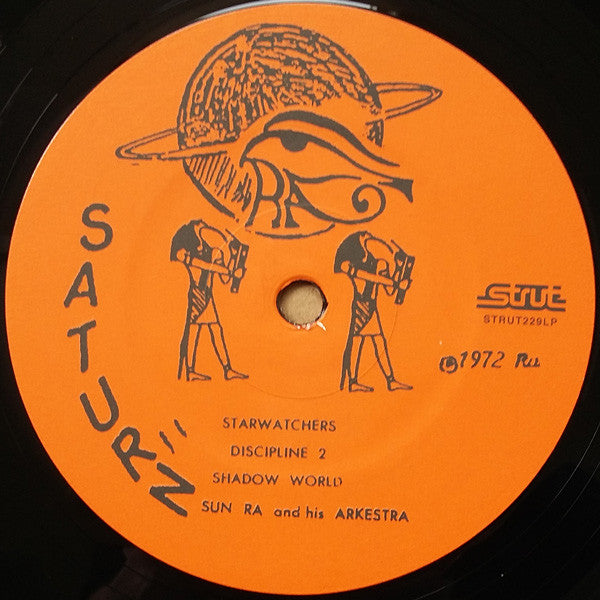 RA
SATURN
strut
STRUT229LP
℗1972 Ra
STARWATCHERS
DISCIPLINE 2
SHADOW WORLD
SUN RA and his ARKESTRA